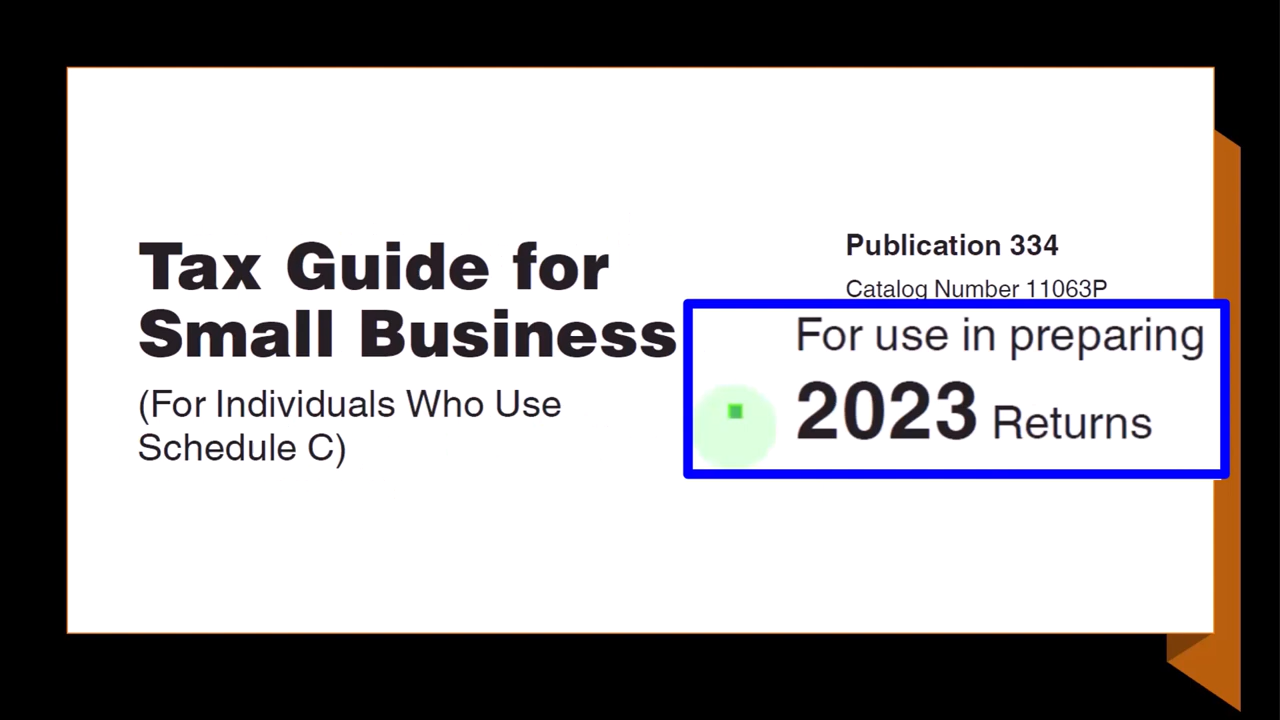 Tax Guide for
Small Business
(For Individuals Who Use
Schedule C)
Publication 334
Catalog Number 11063P
For use in preparing
2023 Returns